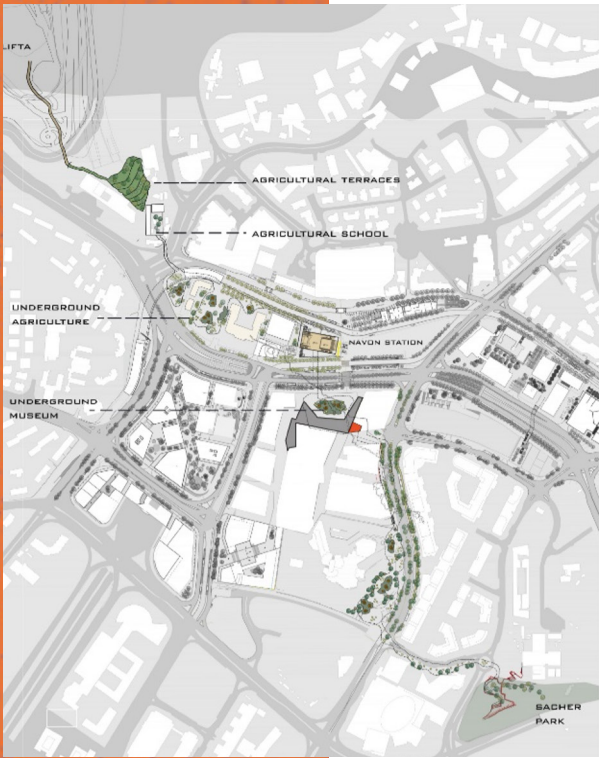 LIFTA
AGRICULTURAL TERRACES
AGRICULTURAL SCHOOL
UNDERGROUND
AGRICULTURE
NAVON STATION
UNDERGROUND
MUSEUM
SACHER
PARK